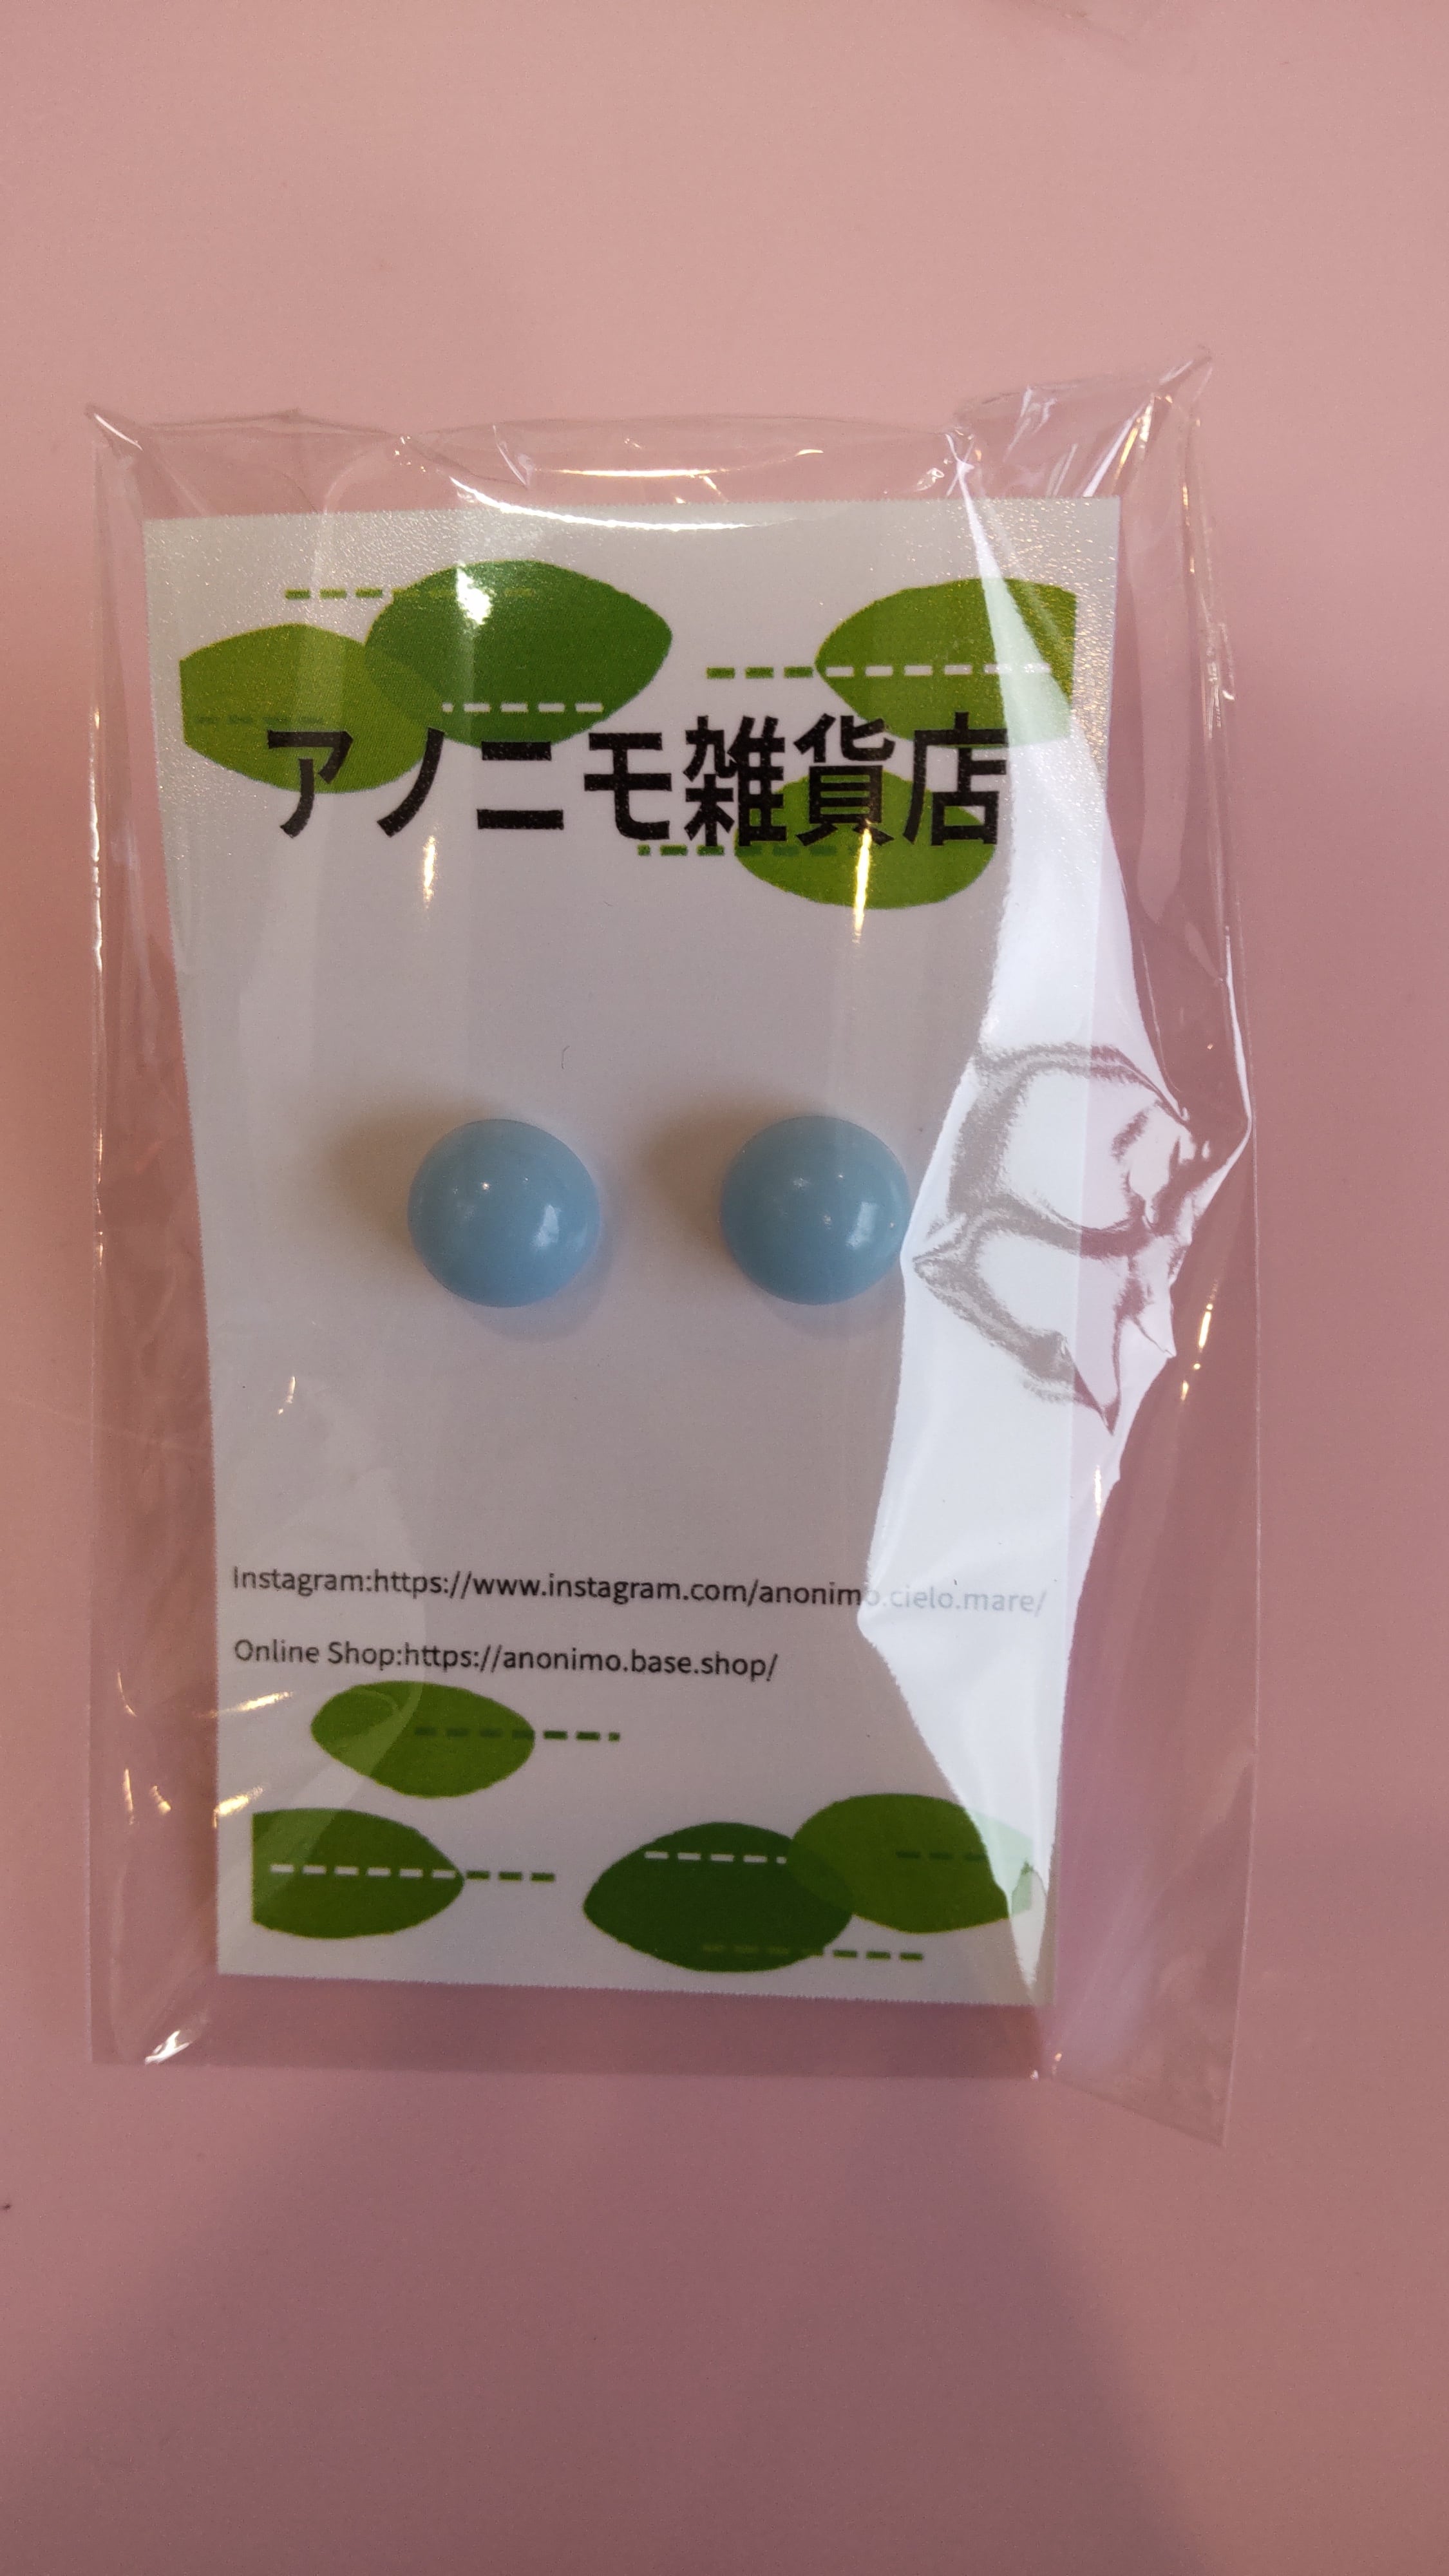 アノニモ雑貨店
Instagram:https://www.instagram.com/anonimo.cielo.mare/
Online Shop:https://anonimo.base.shop/